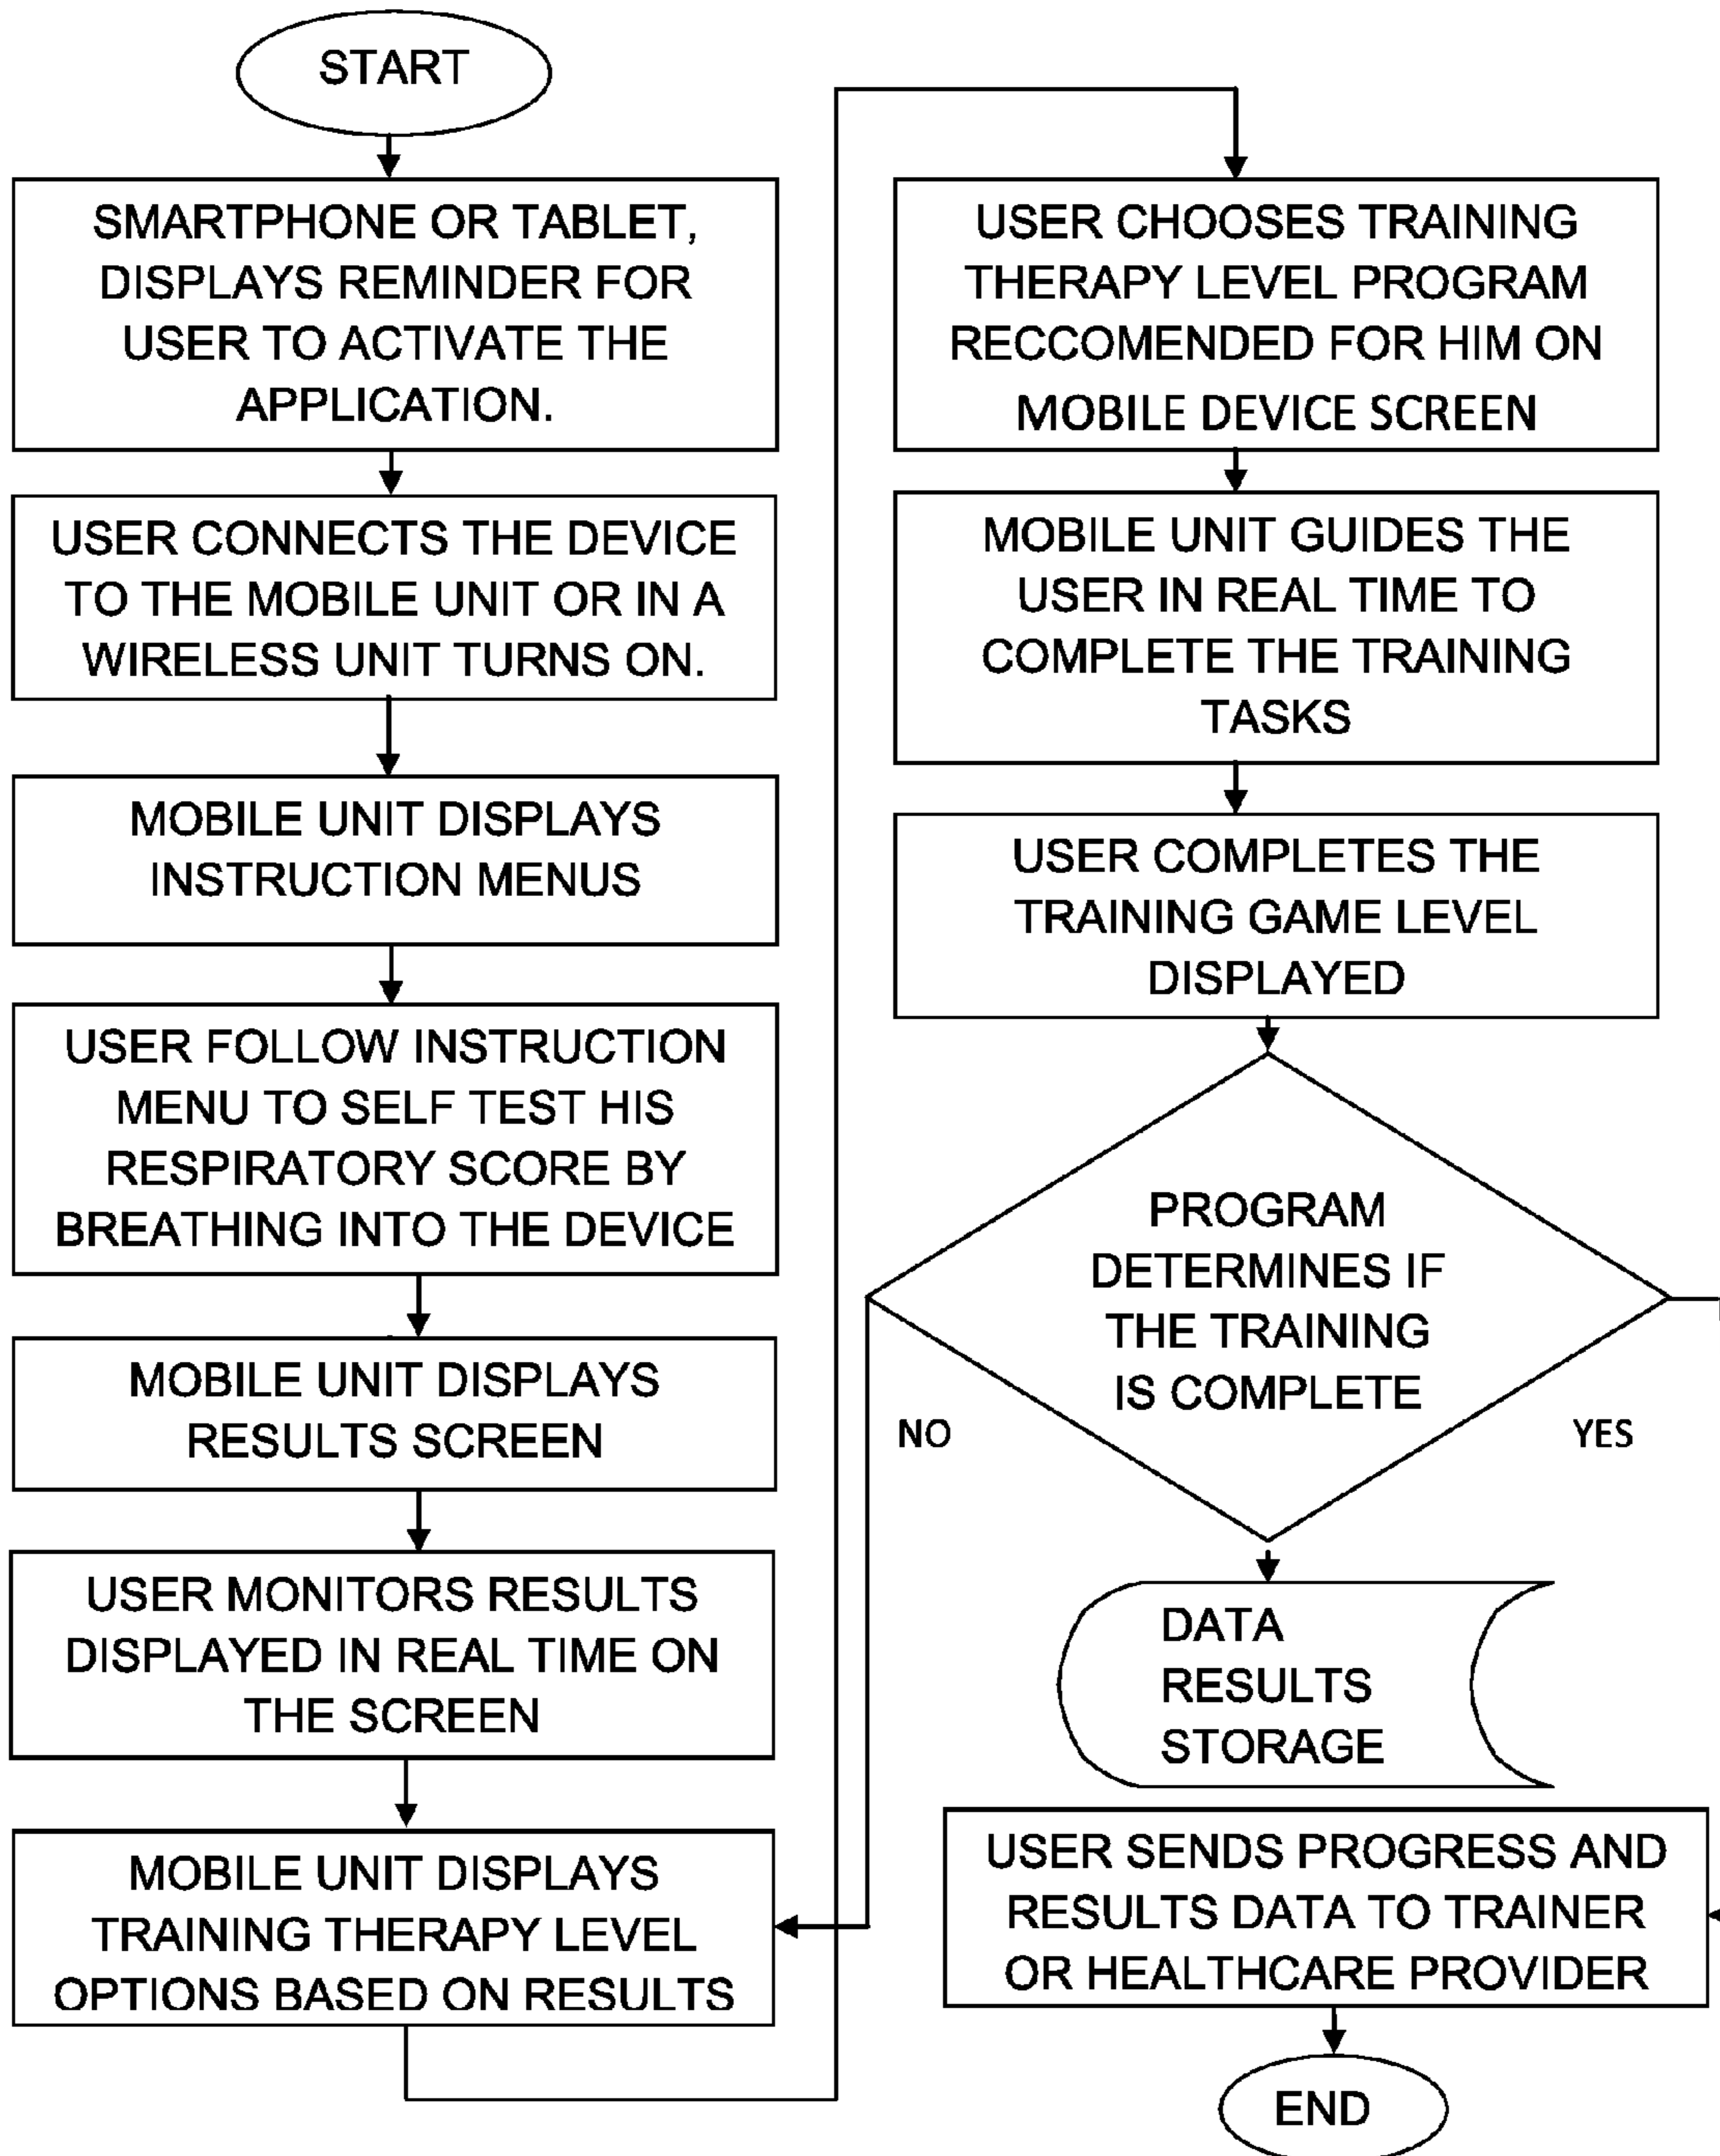 START
SMARTPHONE OR TABLET,
DISPLAYS REMINDER FOR
USER TO ACTIVATE THE
APPLICATION.
USER CONNECTS THE DEVICE
TO THE MOBILE UNIT OR IN A
WIRELESS UNIT TURNS ON.
MOBILE UNIT DISPLAYS
INSTRUCTION MENUS
USER FOLLOW INSTRUCTION
MENU TO SELF TEST HIS
RESPIRATORY SCORE BY
BREATHING INTO THE DEVICE
MOBILE UNIT DISPLAYS
RESULTS SCREEN
USER MONITORS RESULTS
DISPLAYED IN REAL TIME ON
THE SCREEN
MOBILE UNIT DISPLAYS
TRAINING THERAPY LEVEL
OPTIONS BASED ON RESULTS
USER CHOOSES TRAINING
THERAPY LEVEL PROGRAM
RECCOMENDED FOR HIM ON
MOBILE DEVICE SCREEN
MOBILE UNIT GUIDES THE
USER IN REAL TIME TO
COMPLETE THE TRAINING
TASKS
USER COMPLETES THE
TRAINING GAME LEVEL
DISPLAYED
PROGRAM
DETERMINES IF
THE TRAINING
IS COMPLETE
NO
YES
DATA
RESULTS
STORAGE
USER SENDS PROGRESS AND
RESULTS DATA TO TRAINER
OR HEALTHCARE PROVIDER
END